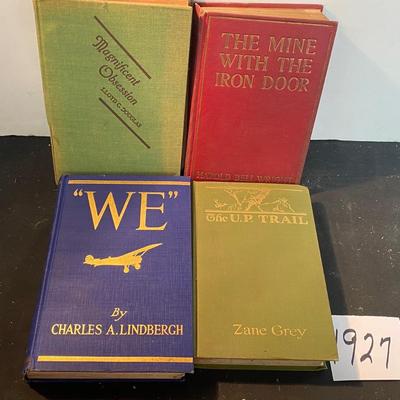 Magnificent
Obsession
LLOYD C. DOUGLAS
THE MINE
WITH THE
IRON DOOR
HAROLD BELL WRIGHT
"WE"
By
CHARLES A. LINDBERGH
The U.P. TRAIL
Zane Grey
1927